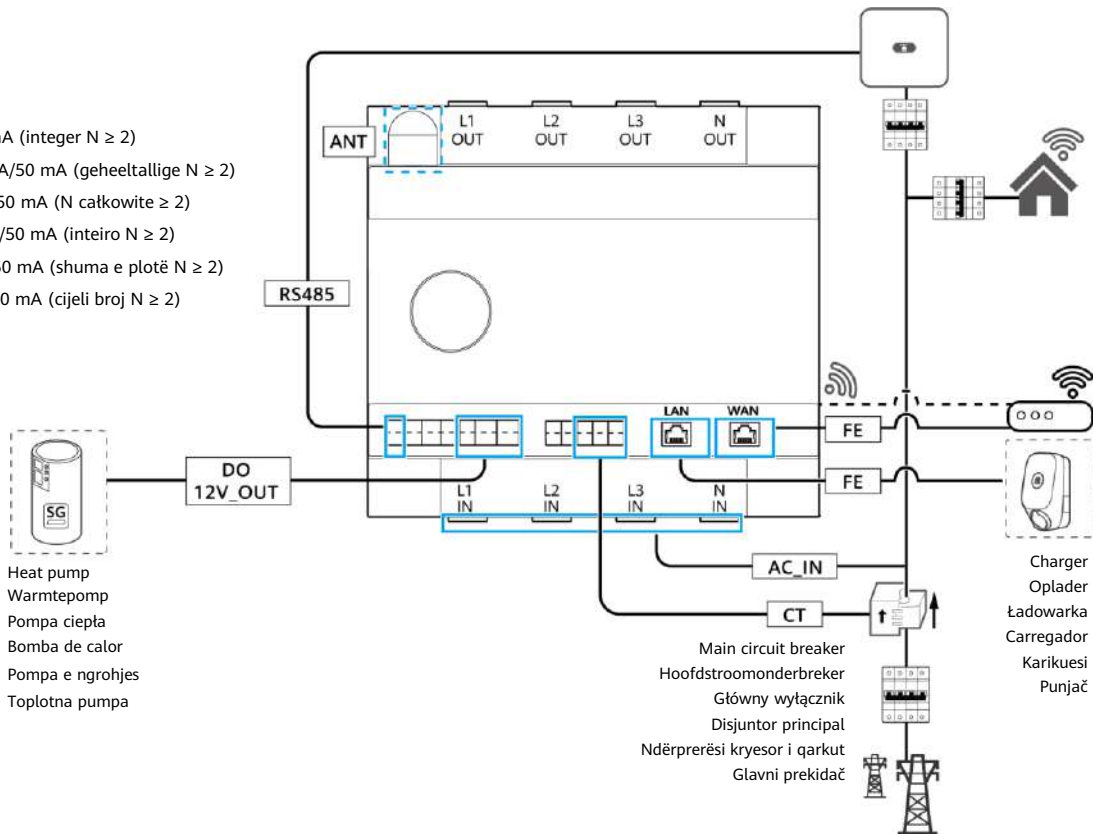 mA (integer N ≥ 2)
A/50 mA (geheeltallige N ≥ 2)
50 mA (N całkowite ≥ 2)
/50 mA (inteiro N ≥ 2)
50 mA (shuma e plotë N ≥ 2)
0 mA (cijeli broj N ≥ 2)
ANT
L1 OUT
L2 OUT
L3 OUT
N OUT
RS485
LAN
WAN
FE
FE
DO
12V_OUT
L1 IN
L2 IN
L3 IN
N IN
SG
AC_IN
CT
Heat pump
Warmtepomp
Pompa ciepła
Bomba de calor
Pompa e ngrohjes
Toplotna pumpa
Main circuit breaker
Hoofdstroomonderbreker
Główny wyłącznik
Disjuntor principal
Ndërprerësi kryesor i qarkut
Glavni prekidač
Charger
Oplader
Ładowarka
Carregador
Karikuesi
Punjač